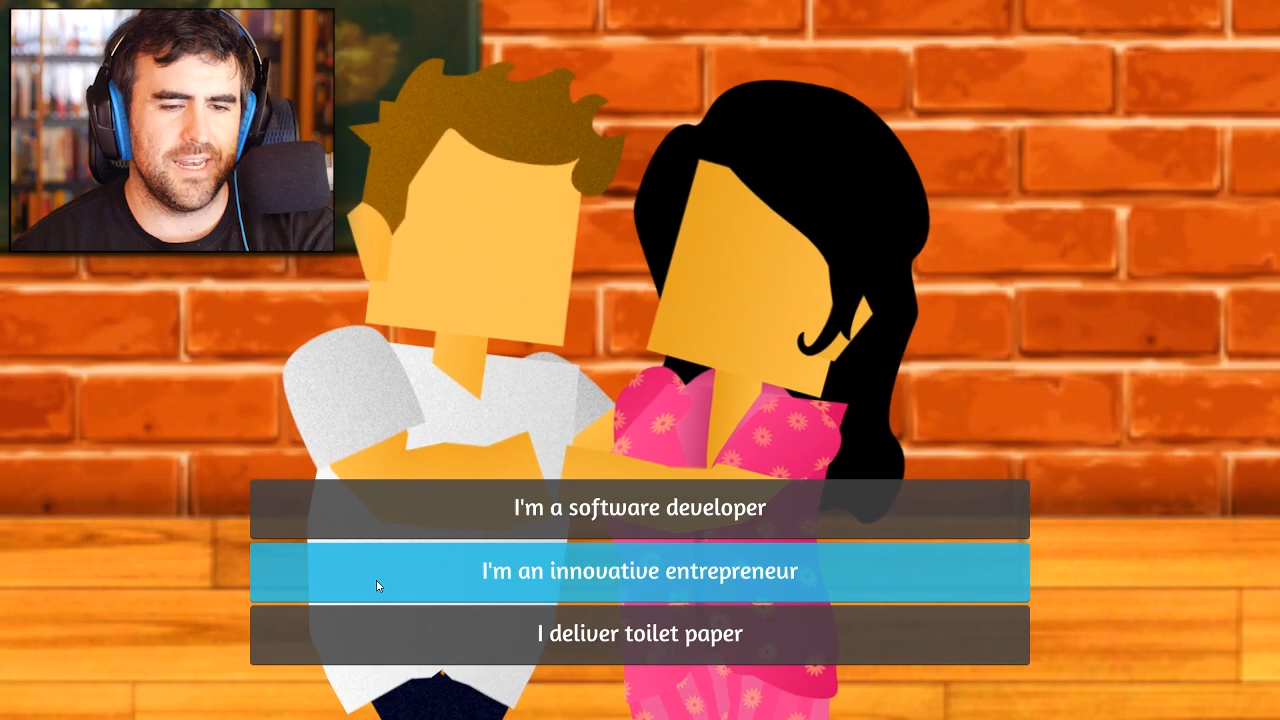 I'm a software developer
I'm an innovative entrepreneur
I deliver toilet paper